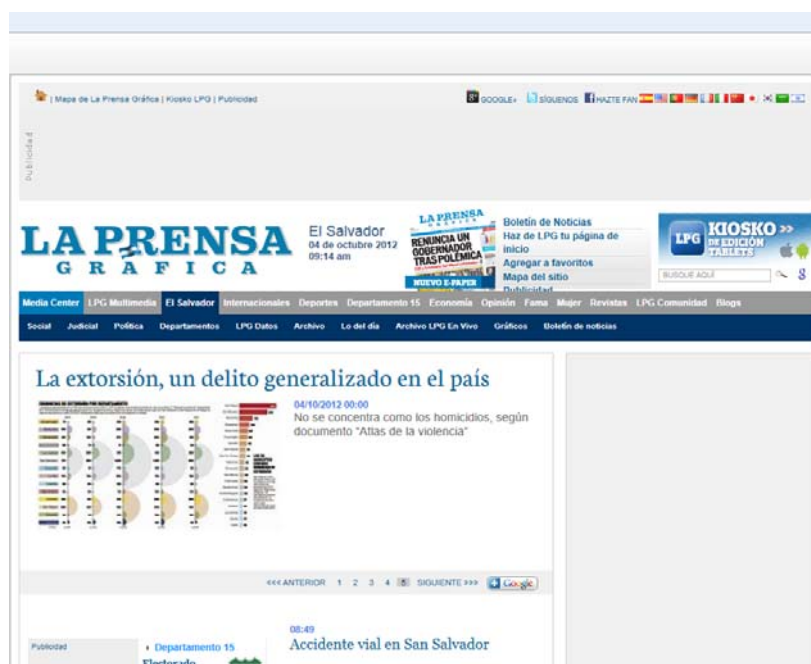 | Mapa de La Prensa Gráfica | Kiosko LPG | Publicidad
GOOGLE+ SÍGUENOS HAZTE FAN
Publicidad
LA PRENSA
GRÁFICA
El Salvador
04 de octubre 2012
09:14 am
LA PRENSA
RENUNCIA UN
GOBERNADOR
TRAS POLÉMICA
NUEVO E-PAPER
Boletín de Noticias
Haz de LPG tu página de
inicio
Agregar a favoritos
Mapa del sitio
Publicidad
LPG KIOSKO >>
DE EDICIÓN
TABLETS
BUSQUE AQUÍ
Media Center LPG Multimedia El Salvador Internacionales Deportes Departamento 15 Economía Opinión Fama Mujer Revistas LPG Comunidad Blogs
Social Judicial Política Departamentos LPG Datos Archivo Lo del día Archivo LPG En Vivo Gráficos Boletín de noticias
La extorsión, un delito generalizado en el país
04/10/2012 00:00
No se concentra como los homicidios, según
documento "Atlas de la violencia"
<<< ANTERIOR 1 2 3 4 5 SIGUIENTE >>> Google
08:49
Accidente vial en San Salvador
Publicidad
Departamento 15
Electorado